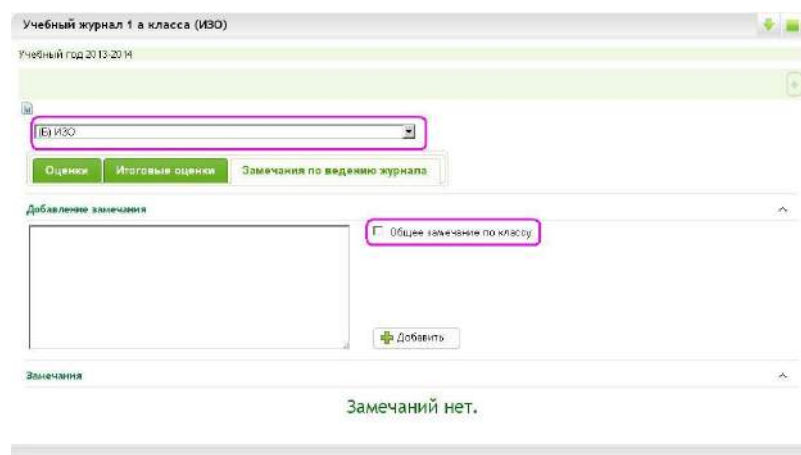 Учебный журнал 1 а класса (ИЗО)
Учебный год 2013-2014
(Б) ИЗО
Оценки Итоговые оценки Замечания по ведению журнала
Добавление замечания
Общее замечание по классу
Добавить
Замечания
Замечаний нет.